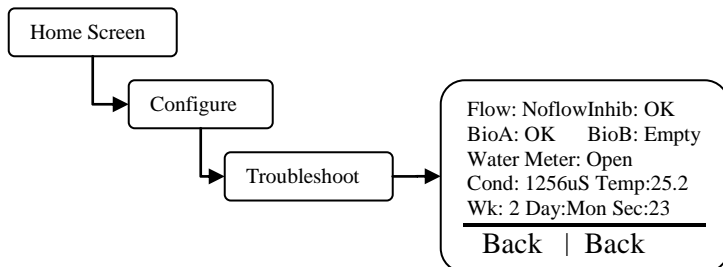 Home Screen
Configure
Troubleshoot
Flow: NoflowInhib: OK
BioA: OK BioB: Empty
Water Meter: Open
Cond: 1256uS Temp:25.2
Wk: 2 Day:Mon Sec:23
Back | Back